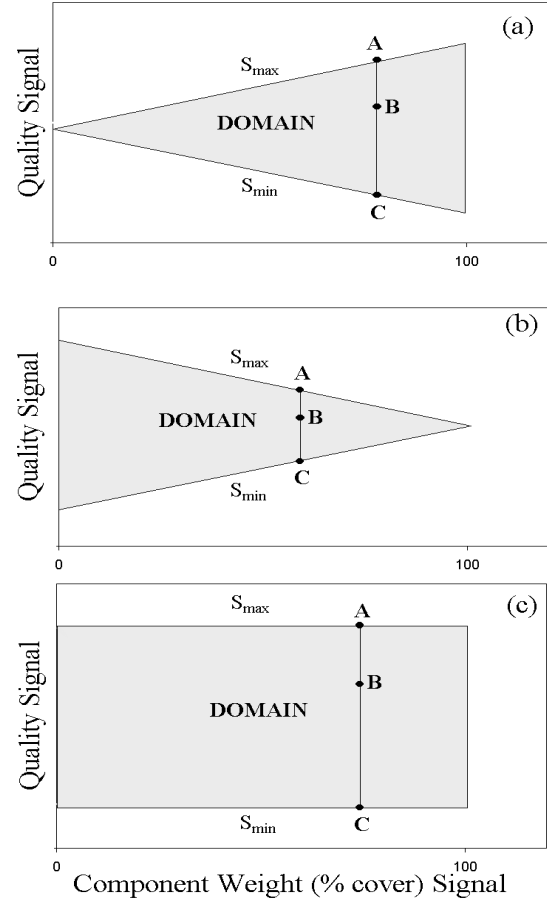 (a)
Quality Signal
Smax
A
DOMAIN
B
Smin
C
0
100
(b)
Quality Signal
Smax
A
DOMAIN
B
C
Smin
0
100
(c)
Quality Signal
Smax
A
B
DOMAIN
Smin
C
0
100
Component Weight (% cover) Signal